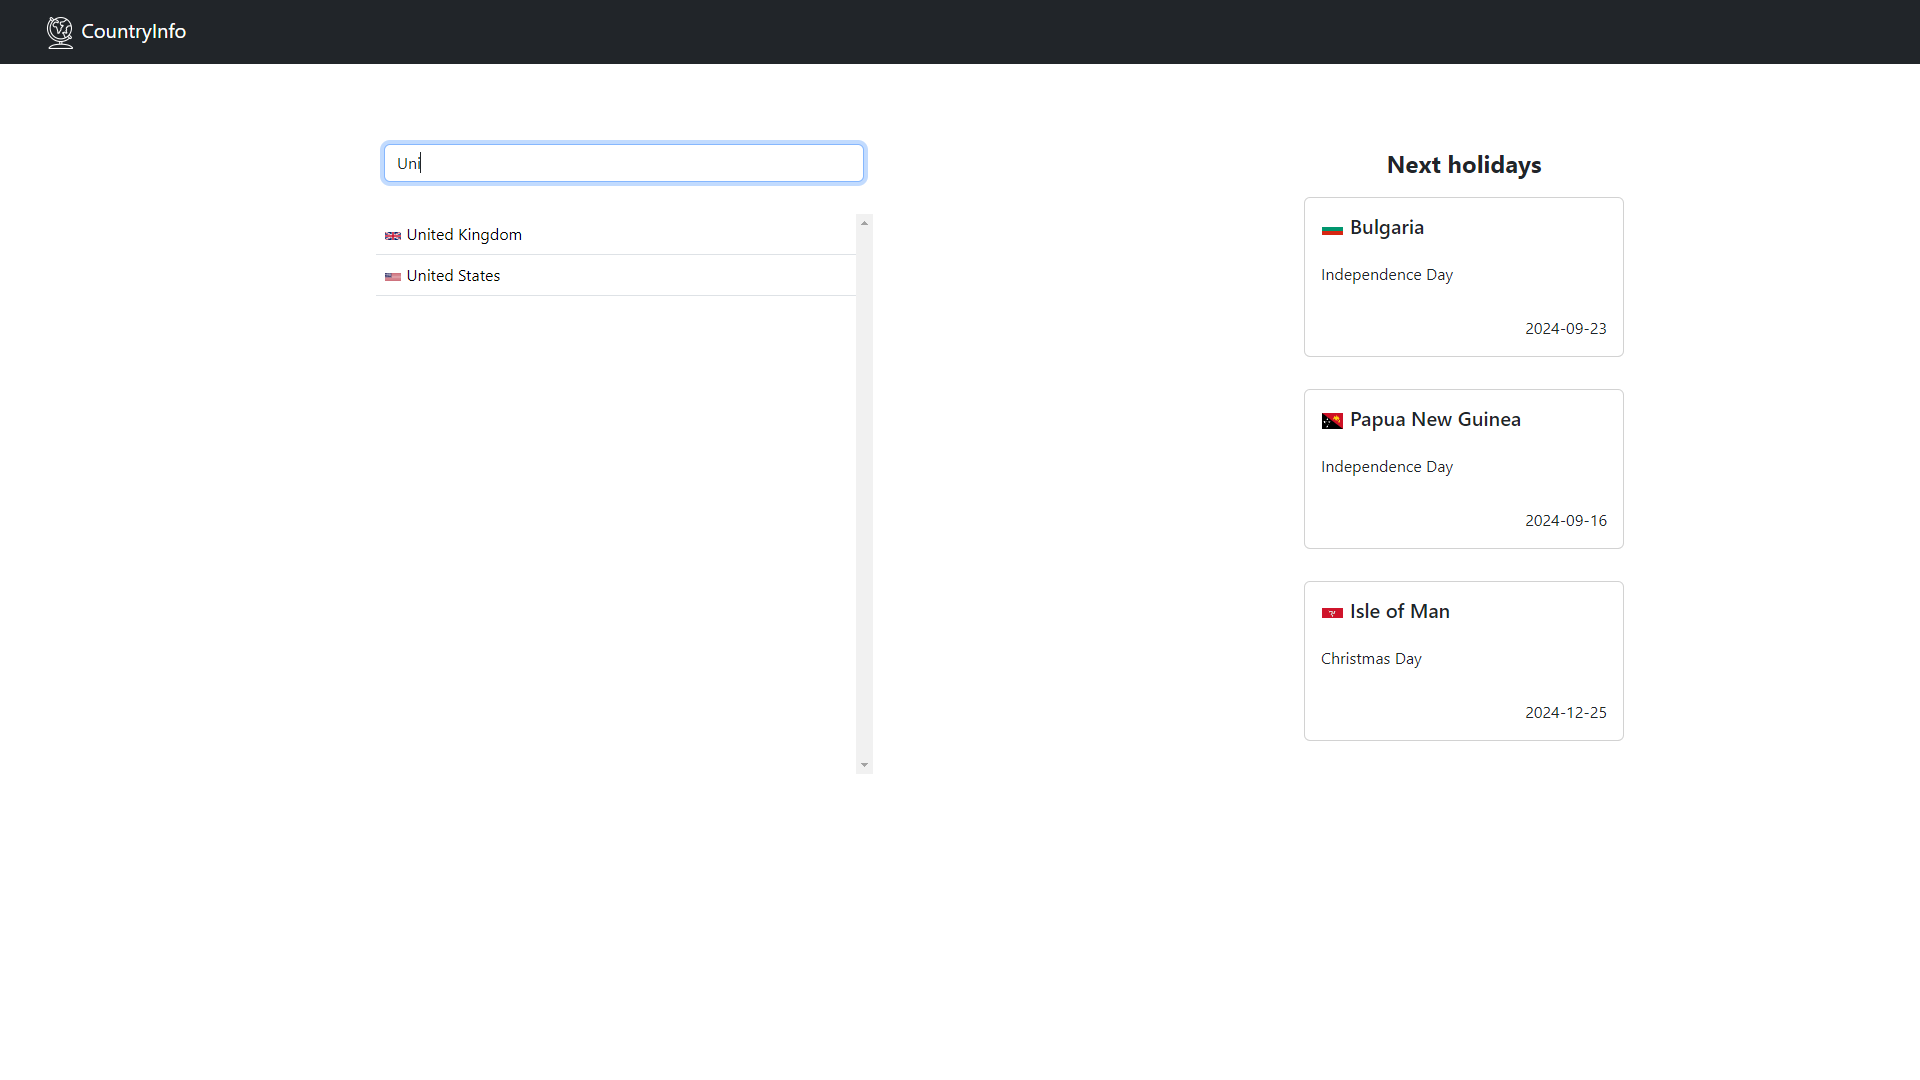 CountryInfo
Uni
United Kingdom
United States
Next holidays
Bulgaria
Independence Day
2024-09-23
Papua New Guinea
Independence Day
2024-09-16
Isle of Man
Christmas Day
2024-12-25